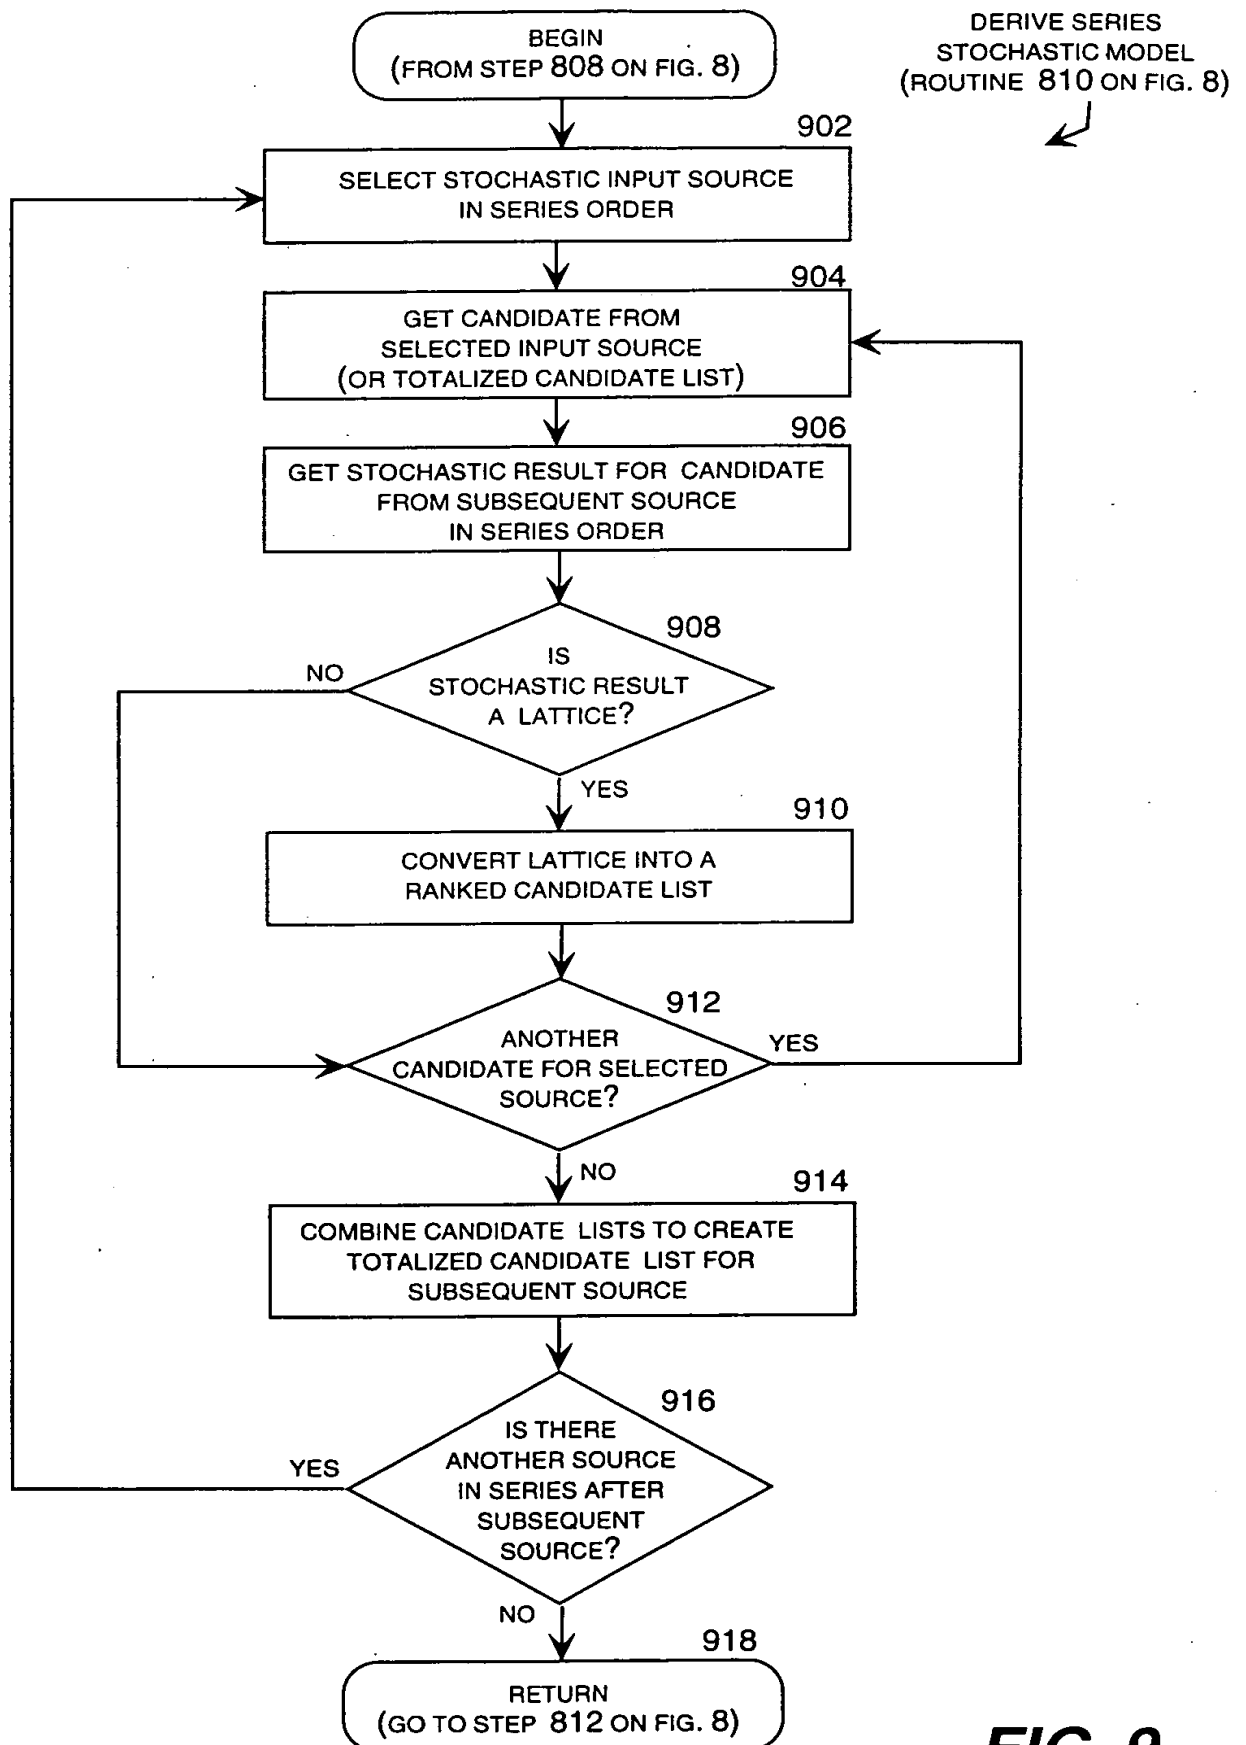 BEGIN
(FROM STEP 808 ON FIG. 8)
DERIVE SERIES
STOCHASTIC MODEL
(ROUTINE 810 ON FIG. 8)
902
SELECT STOCHASTIC INPUT SOURCE
IN SERIES ORDER
904
GET CANDIDATE FROM
SELECTED INPUT SOURCE
(OR TOTALIZED CANDIDATE LIST)
906
GET STOCHASTIC RESULT FOR CANDIDATE
FROM SUBSEQUENT SOURCE
IN SERIES ORDER
908
IS
STOCHASTIC RESULT
A LATTICE?
NO
YES
910
CONVERT LATTICE INTO A
RANKED CANDIDATE LIST
912
ANOTHER
CANDIDATE FOR SELECTED
SOURCE?
YES
NO
914
COMBINE CANDIDATE LISTS TO CREATE
TOTALIZED CANDIDATE LIST FOR
SUBSEQUENT SOURCE
916
IS THERE
ANOTHER SOURCE
IN SERIES AFTER
SUBSEQUENT
SOURCE?
YES
NO
918
RETURN
(GO TO STEP 812 ON FIG. 8)
FIG. 9